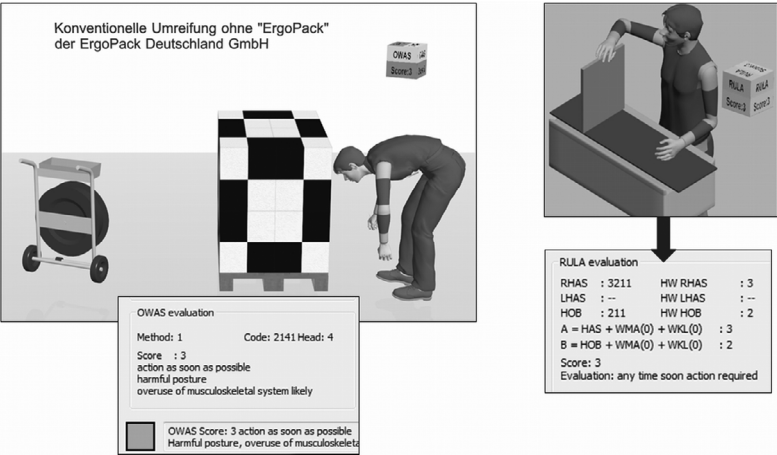 Konventionelle Umreifung ohne "ErgoPack"
der ErgoPack Deutschland GmbH
OWAS
Score:3
RULA
RULA
Score:3
OWAS evaluation
Method: 1 Code: 2141 Head: 4
Score : 3
action as soon as possible
harmful posture
overuse of musculoskeletal system likely
OWAS Score: 3 action as soon as possible
Harmful posture, overuse of musculoskeleta
RULA evaluation
RHAS : 3211 HW RHAS : 3
LHAS : -- HW LHAS : --
HOB : 211 HW HOB : 2
A = HAS + WMA(0) + WKL(0) : 3
B = HOB + WMA(0) + WKL(0) : 2
Score: 3
Evaluation: any time soon action required